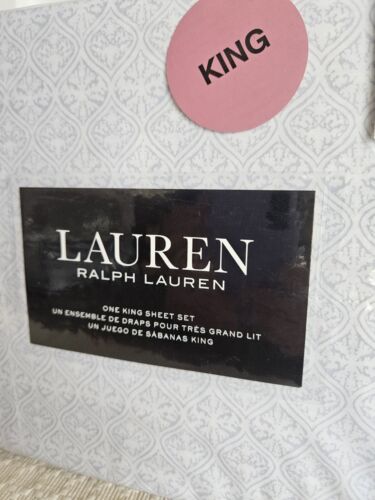 KING
LAUREN
RALPH LAUREN
ONE KING SHEET SET
UN ENSEMBLE DE DRAPS POUR TRÈS GRAND LIT
UN JUEGO DE SÁBANAS KING